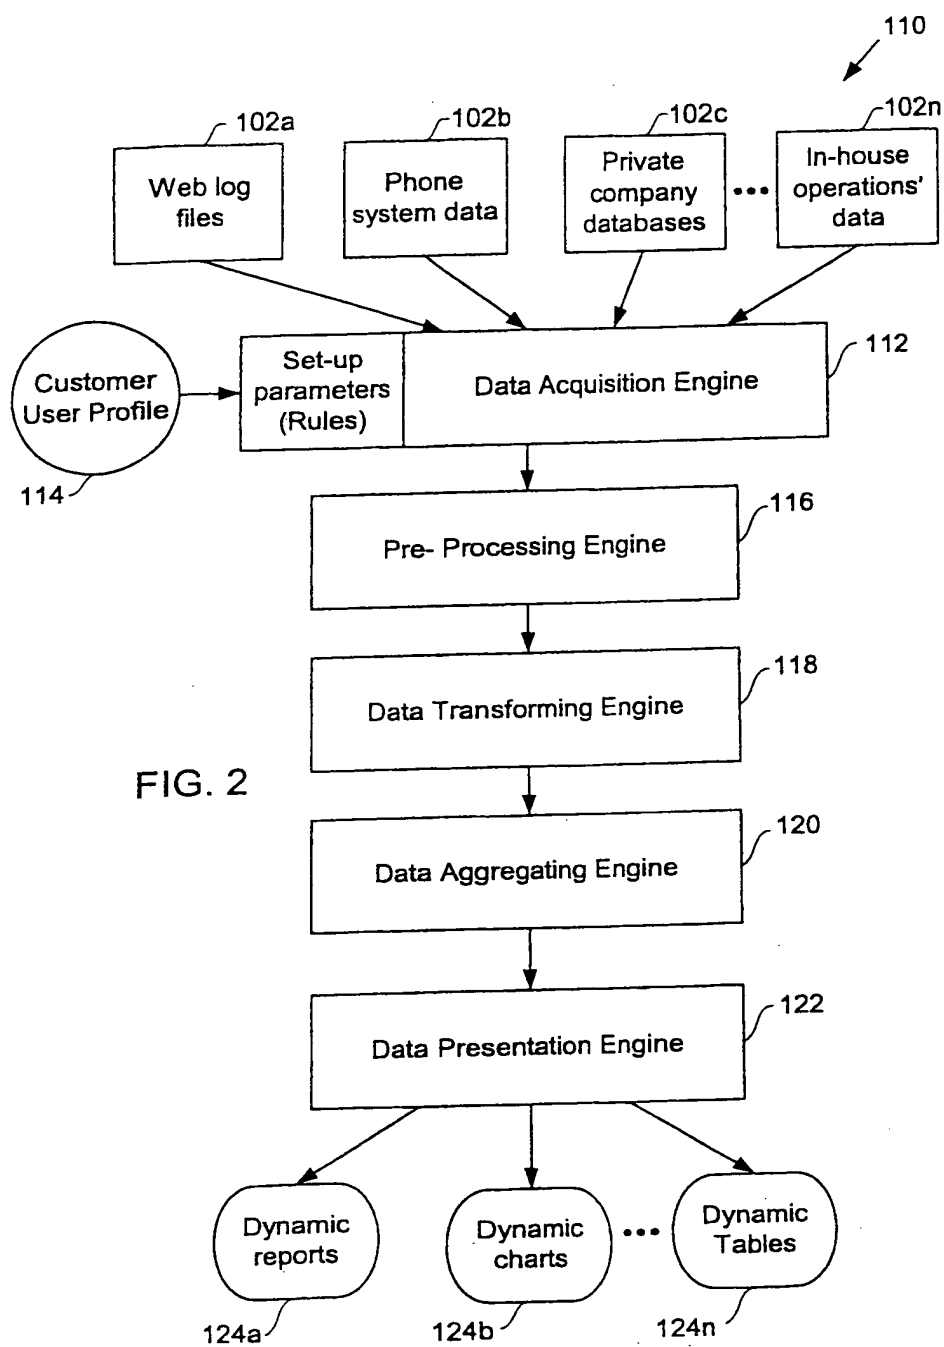 110
102a
102b
102c
102n
Web log
files
Phone
system data
Private
company
databases
•••
In-house
operations'
data
Customer
User Profile
114
Set-up
parameters
(Rules)
Data Acquisition Engine
112
Pre- Processing Engine
116
Data Transforming Engine
118
FIG. 2
Data Aggregating Engine
120
Data Presentation Engine
122
Dynamic
reports
Dynamic
charts
•••
Dynamic
Tables
124a
124b
124n